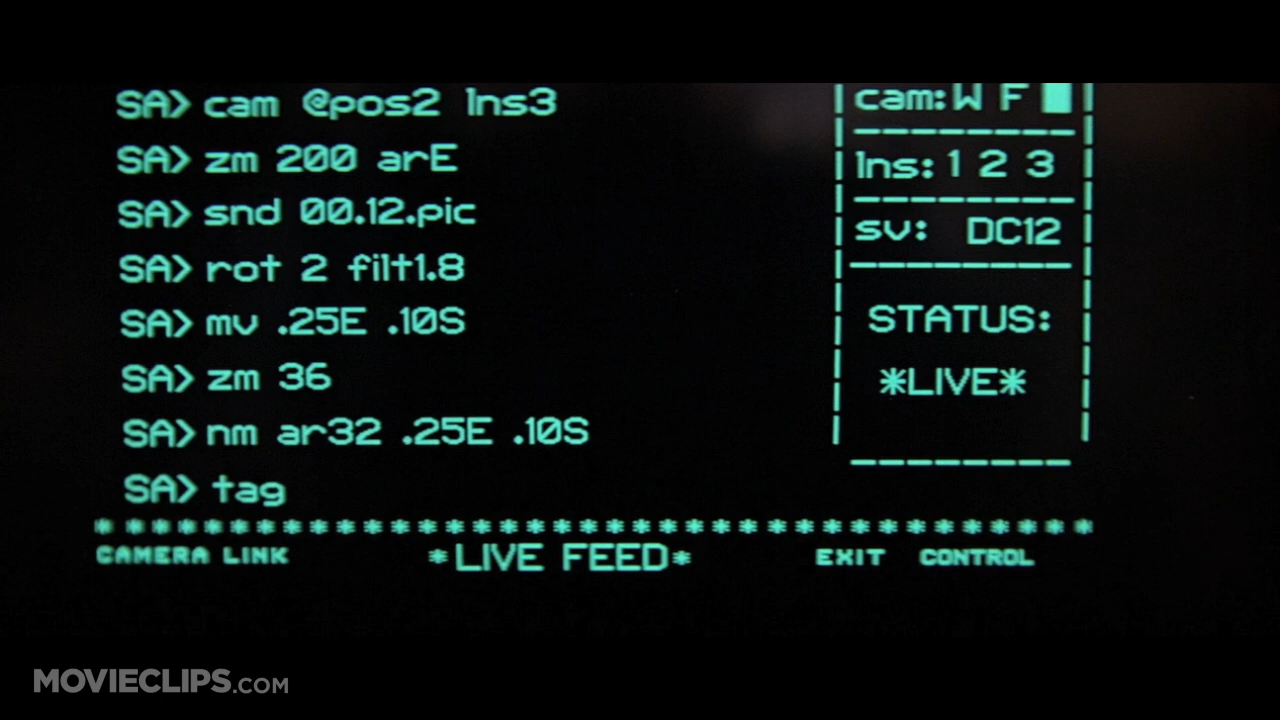 SA> cam @pos2 lns3
SA> zm 200 arE
SA> snd 00.12.pic
SA> rot 2 filt1.8
SA> mv .25E .10S
SA> zm 36
SA> nm ar32 .25E .10S
SA> tag
cam: W F
lns: 1 2 3
sv: DC12
STATUS:
*LIVE*
CAMERA LINK *LIVE FEED* EXIT CONTROL
MOVIECLIPS.COM